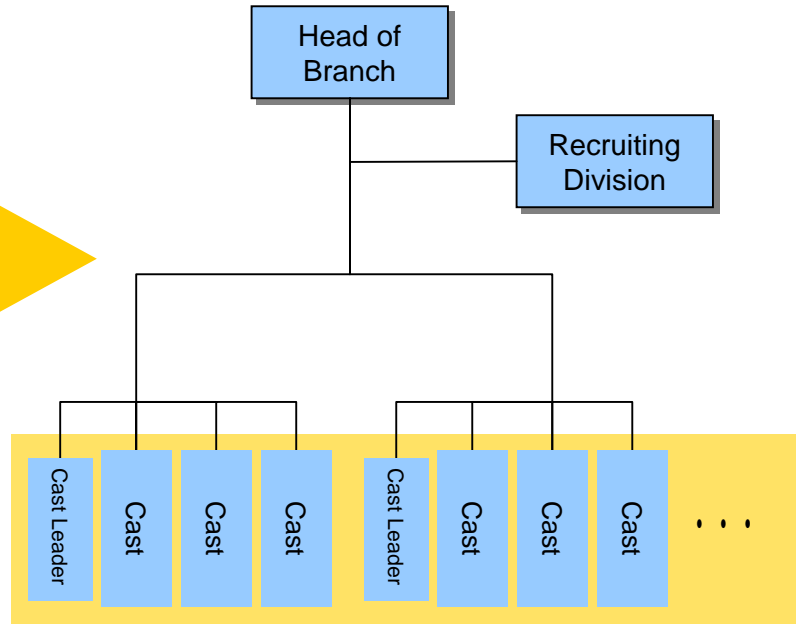 Head of
Branch
Recruiting
Division
Cast Leader
Cast
Cast
Cast
Cast Leader
Cast
Cast
Cast
・・・